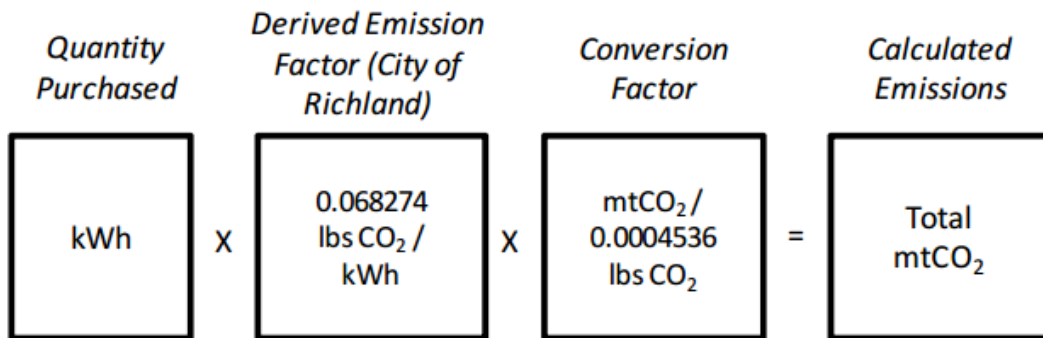 Quantity
Purchased
Derived Emission
Factor (City of
Richland)
Conversion
Factor
Calculated
Emissions
kWh
X
0.068274
lbs CO₂ /
kWh
X
mtCO₂ /
0.0004536
lbs CO₂
=
Total
mtCO₂